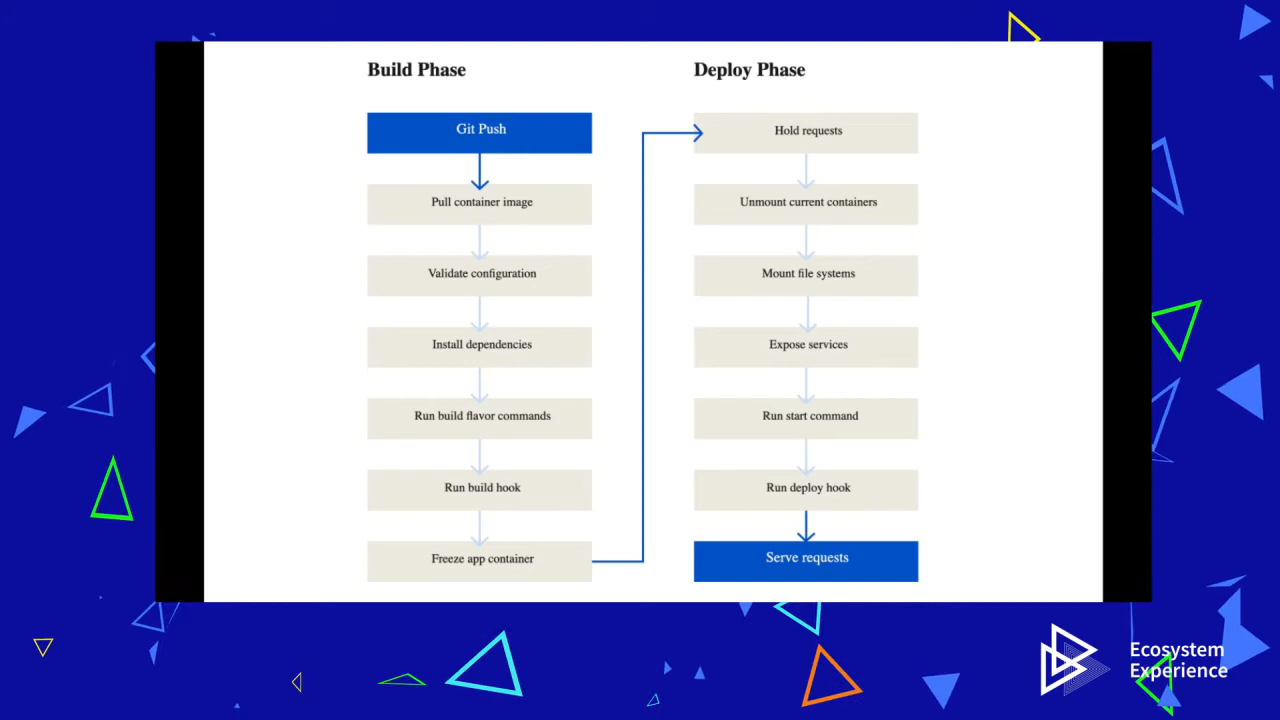 Build Phase
Git Push
Pull container image
Validate configuration
Install dependencies
Run build flavor commands
Run build hook
Freeze app container
Deploy Phase
Hold requests
Unmount current containers
Mount file systems
Expose services
Run start command
Run deploy hook
Serve requests
Ecosystem
Experience